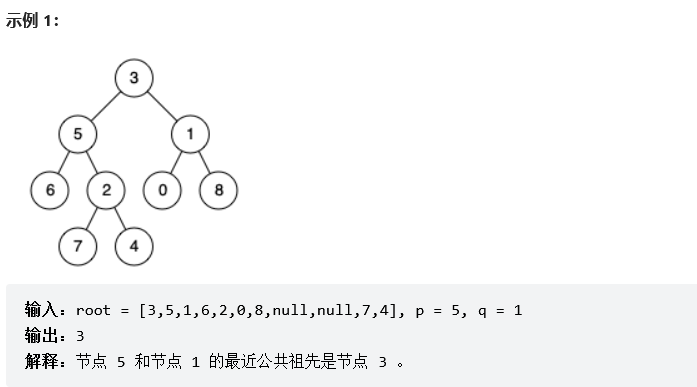 示例 1：
3
5 1
6 2 0 8
7 4
输入：root = [3,5,1,6,2,0,8,null,null,7,4], p = 5, q = 1
输出：3
解释：节点 5 和节点 1 的最近公共祖先是节点 3 。